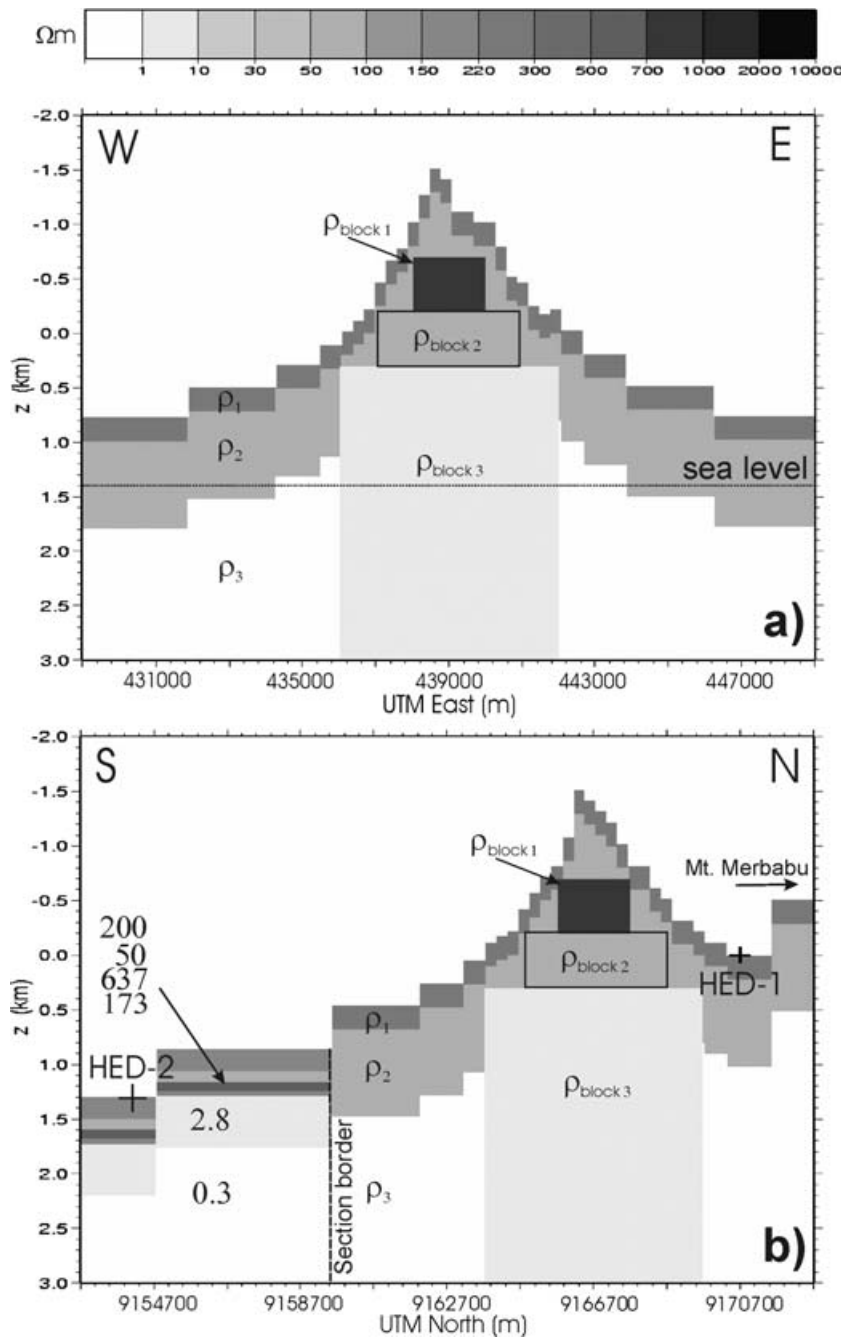 Ωm
1 10 30 50 100 150 220 300 500 700 1000 2000 10000
-2.0
W E
-1.5
ρblock 1
-1.0
-0.5
0.0
ρblock 2
z (km)
0.5
ρ1
1.0
ρ2
ρblock 3
sea level
1.5
2.0
ρ3
2.5
a)
3.0
431000 435000 439000 443000 447000
UTM East (m)
-2.0
S N
-1.5
ρblock 1
Mt. Merbabu
-1.0
-0.5
200
50
637
173
0.0
ρblock 2
HED-1
z (km)
0.5
ρ1
1.0
HED-2
ρ2
ρblock 3
1.5
2.8
2.0
0.3
Section border
ρ3
2.5
b)
3.0
9154700 9158700 9162700 9166700 9170700
UTM North (m)